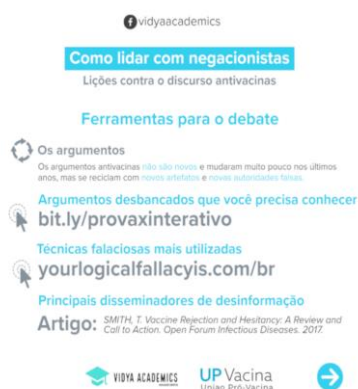 vidyaacademics
Como lidar com negacionistas
Lições contra o discurso antivacinas
Ferramentas para o debate
Os argumentos
Os argumentos antivacinas não são novos e mudaram muito pouco nos últimos
anos, mas se reciclam com novos artefatos e novas autoridades falsas.
Argumentos desbancados que você precisa conhecer
bit.ly/provaxinterativo
Técnicas falaciosas mais utilizadas
yourlogicalfallacyis.com/br
Principais disseminadores de desinformação
Artigo: SMITH, T. Vaccine Rejection and Hesitancy: A Review and
Call to Action. Open Forum Infectious Diseases. 2017.
VIDYA ACADEMICS
UPVacina
União Pró-Vacina